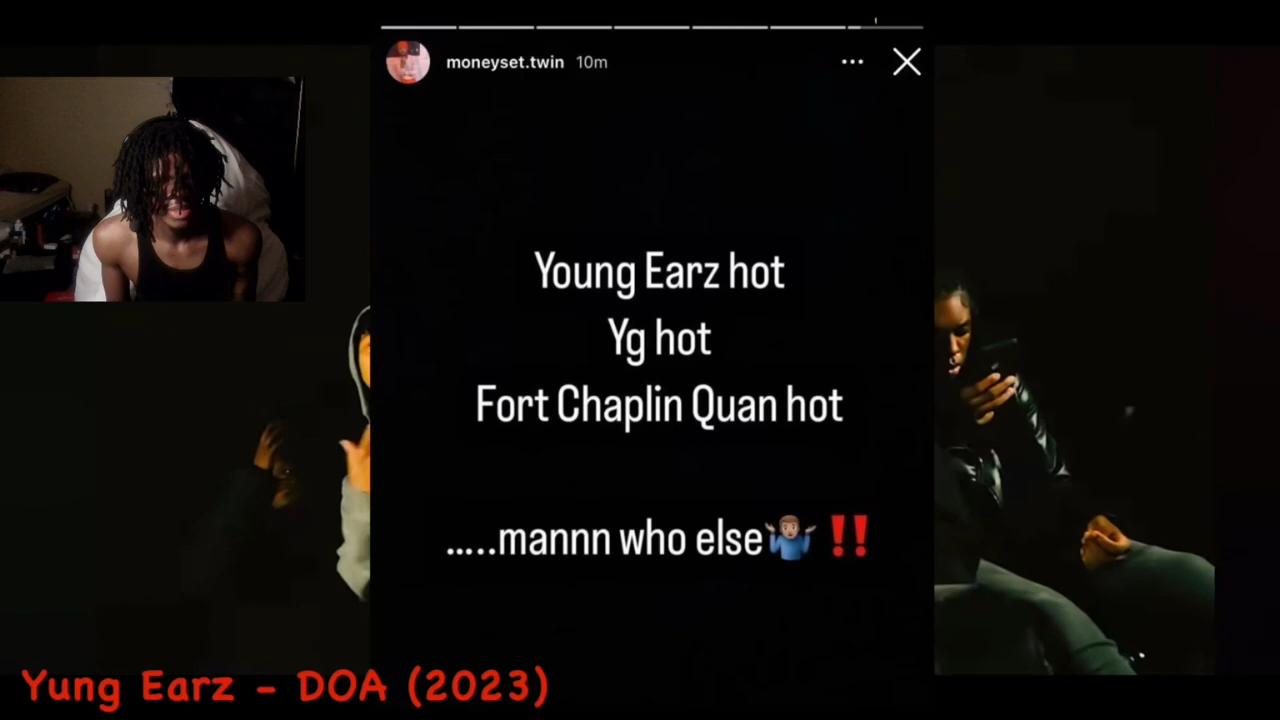 moneyset.twin 10m
Young Earz hot
Yg hot
Fort Chaplin Quan hot
.....mannn who else🤷🏽‍♂️ ‼️
Yung Earz - DOA (2023)